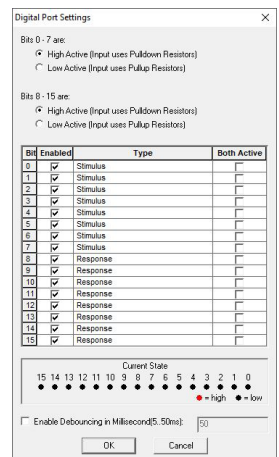 Digital Port Settings
Bits 0 - 7 are:
High Active (Input uses Pulldown Resistors)
Low Active (Input uses Pullup Resistors)
Bits 8 - 15 are:
High Active (Input uses Pulldown Resistors)
Low Active (Input uses Pullup Resistors)
Bit Enabled Type Both Active
0 Stimulus
1 Stimulus
2 Stimulus
3 Stimulus
4 Stimulus
5 Stimulus
6 Stimulus
7 Stimulus
8 Response
9 Response
10 Response
11 Response
12 Response
13 Response
14 Response
15 Response
Current State
15 14 13 12 11 10 9 8 7 6 5 4 3 2 1 0
= high = low
Enable Debouncing in Millisecond(5..50ms): 50
OK Cancel